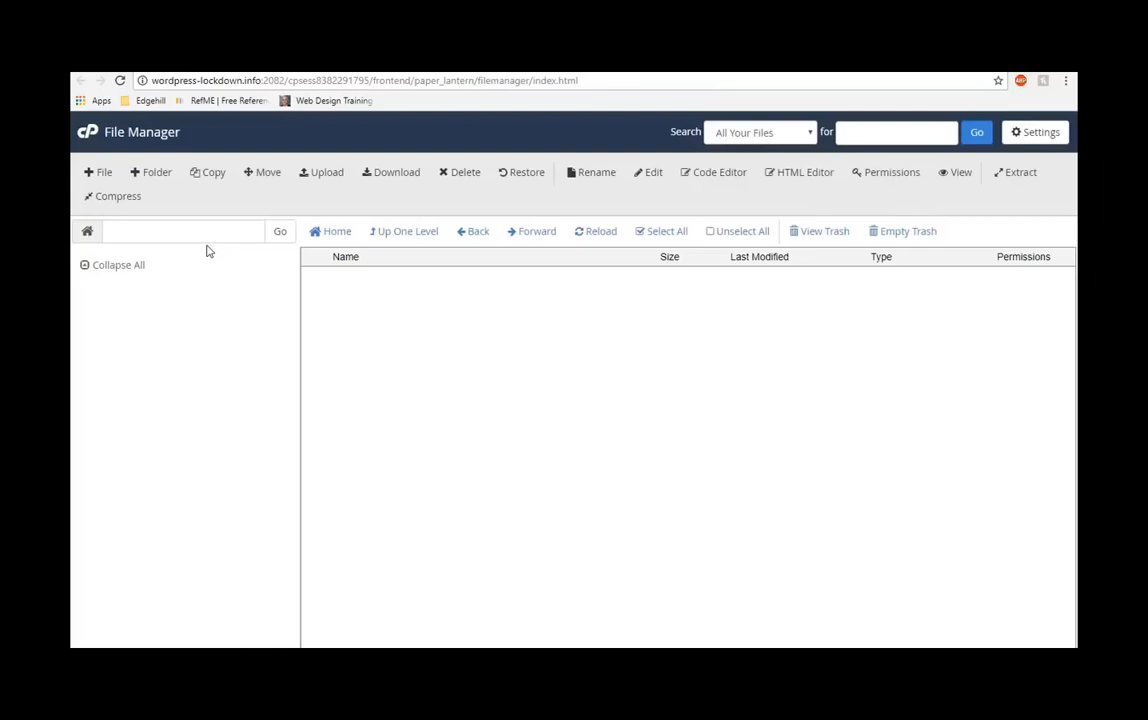 wordpress-lockdown.info:2082/cpsess8382291795/frontend/paper_lantern/filemanager/index.html ABP
Apps Edgehill RefME | Free Referen Web Design Training
cP File Manager Search All Your Files for Go Settings
File Folder Copy Move Upload Download Delete Restore Rename Edit Code Editor HTML Editor Permissions View Extract
Compress
Go Home Up One Level Back Forward Reload Select All Unselect All View Trash Empty Trash
Name Size Last Modified Type Permissions
Collapse All